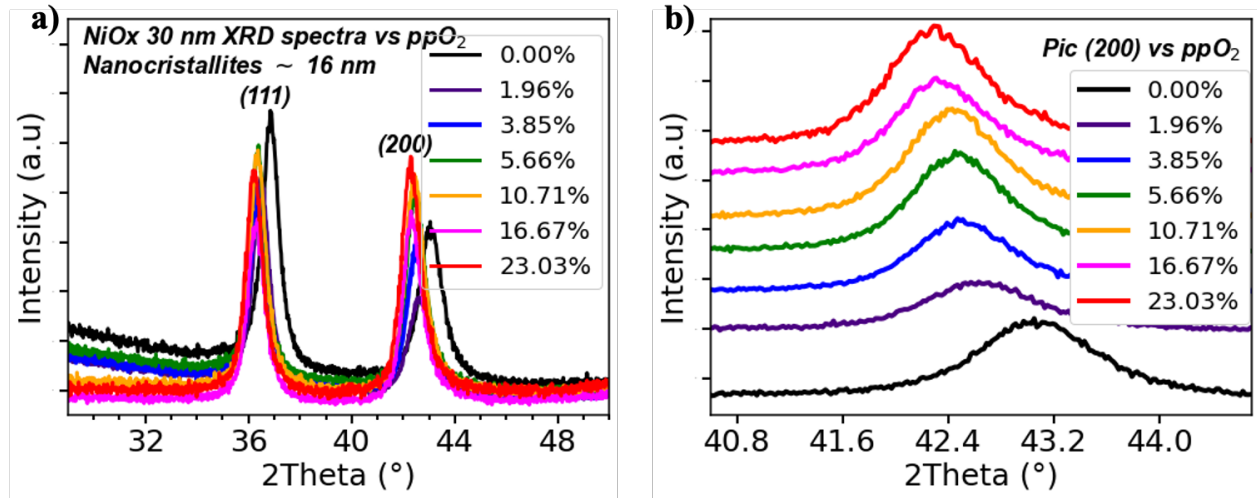 a)
NiOx 30 nm XRD spectra vs ppO₂
Nanocristallites ~ 16 nm
(111)
(200)
0.00%
1.96%
3.85%
5.66%
10.71%
16.67%
23.03%
Intensity (a.u)
32 36 40 44 48
2Theta (°)
b)
Pic (200) vs ppO₂
0.00%
1.96%
3.85%
5.66%
10.71%
16.67%
23.03%
Intensity (a.u)
40.8 41.6 42.4 43.2 44.0
2Theta (°)